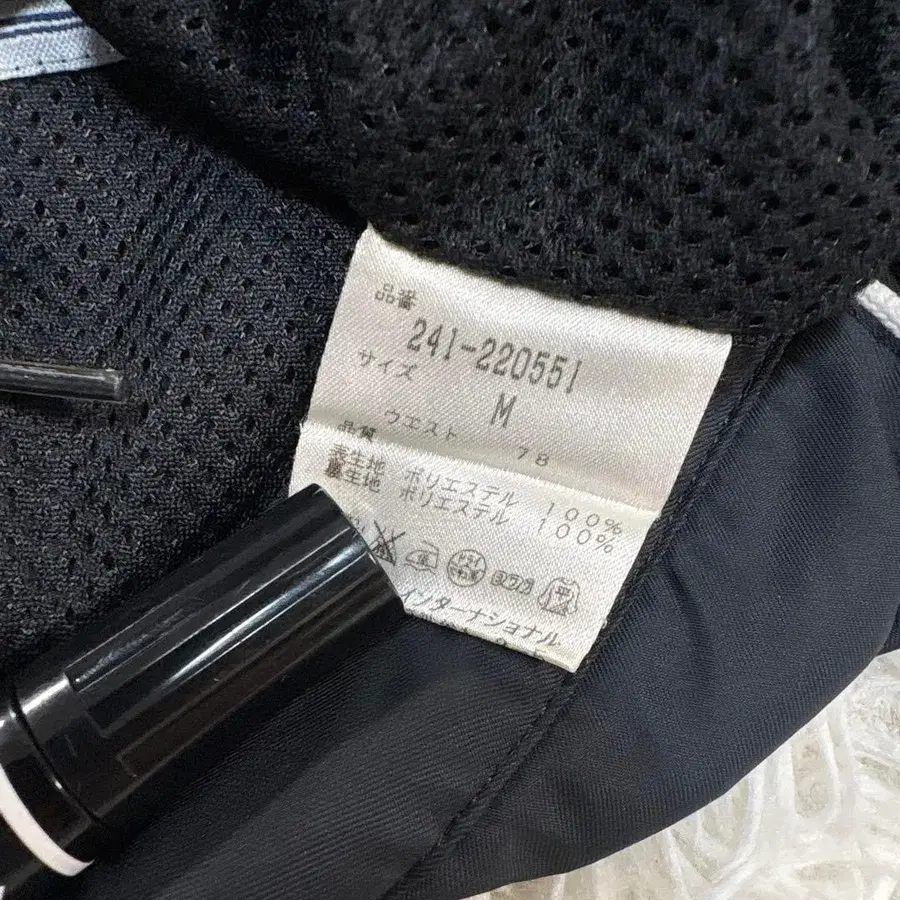 品番
241-220551
サイズ
M
ウエスト 78
品質
表生地 ポリエステル 100%
裏生地 ポリエステル 100%
インターナショナル